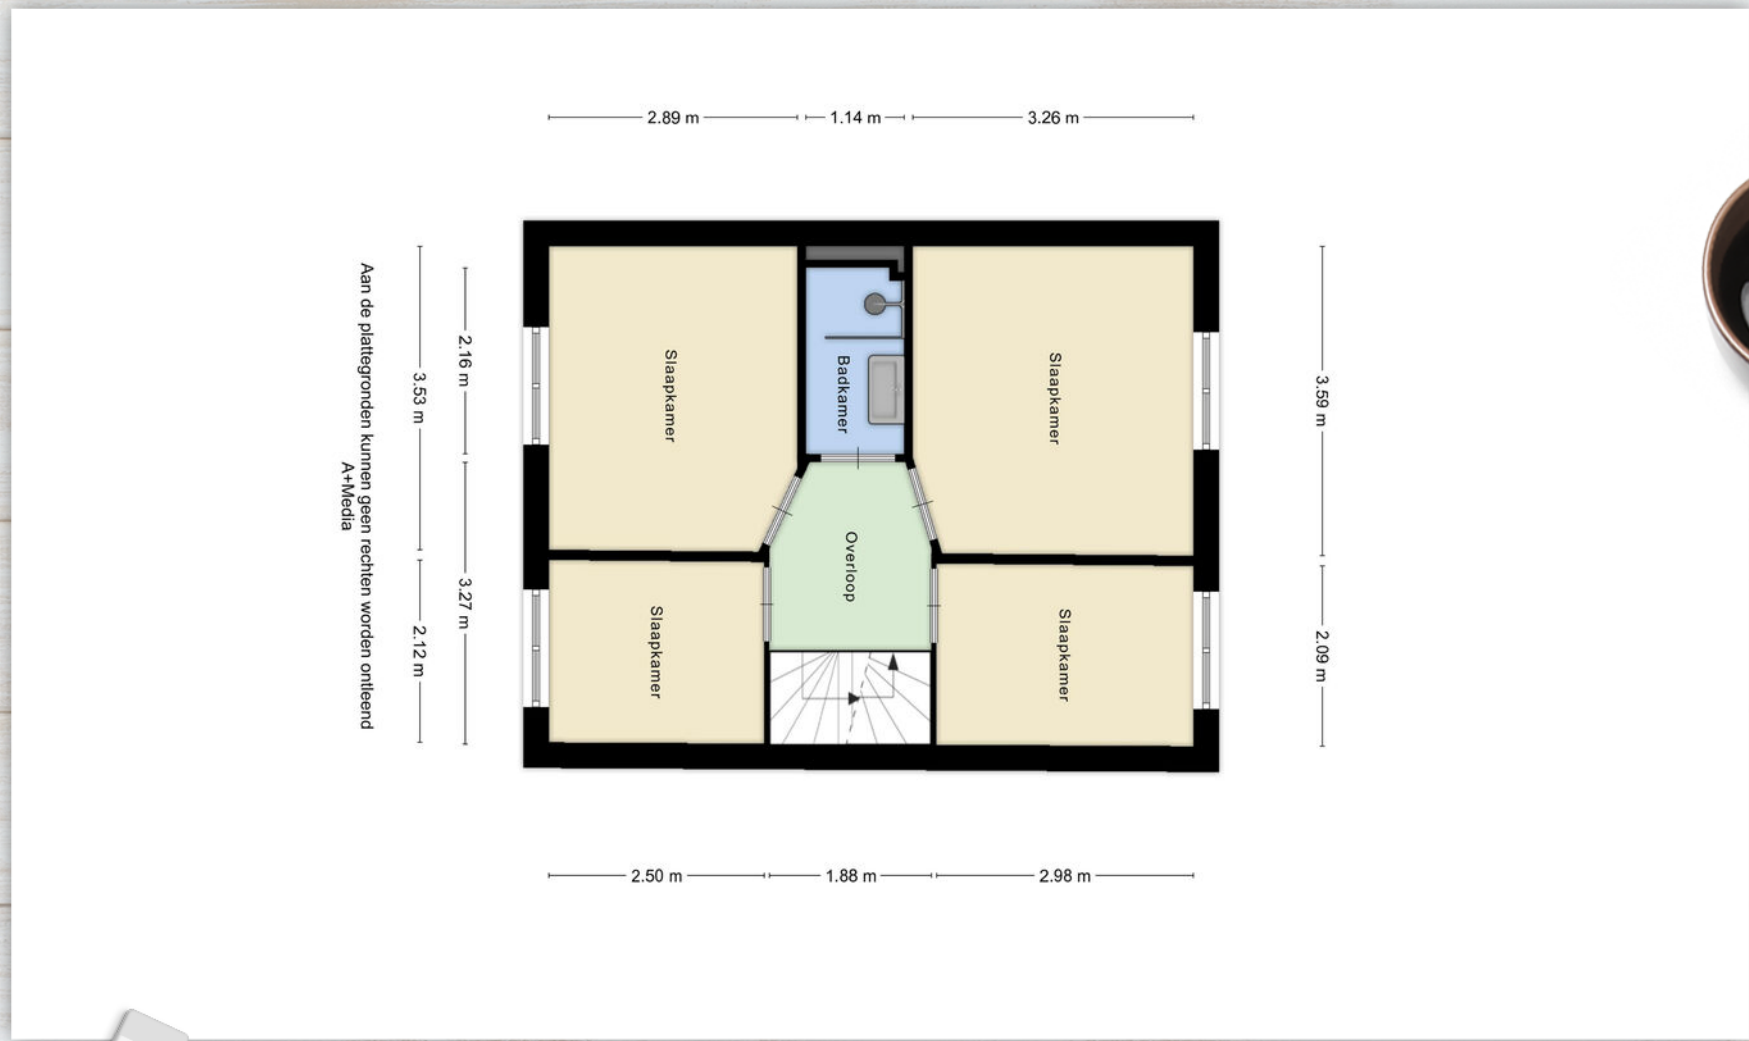 2.89 m
1.14 m
3.26 m
Slaapkamer
Badkamer
Slaapkamer
Overloop
Slaapkamer
Slaapkamer
3.53 m
2.16 m
2.12 m
3.27 m
3.59 m
2.09 m
2.50 m
1.88 m
2.98 m
Aan de plattegronden kunnen geen rechten worden ontleend
A+Media